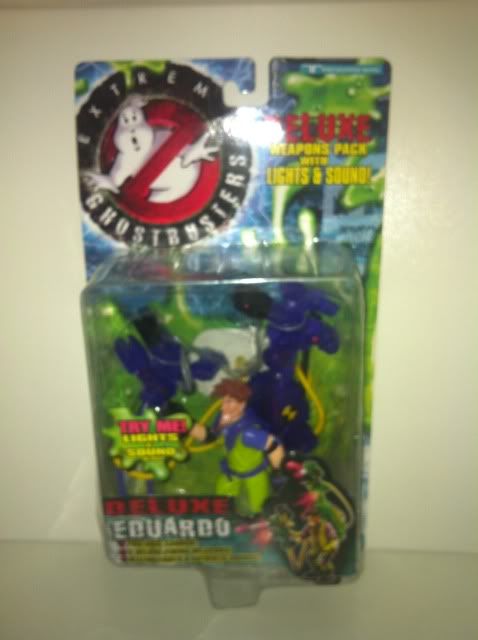 EXTREME
GHOSTBUSTERS
DELUXE
WEAPONS PACK
WITH
LIGHTS & SOUND!
TRY ME!
LIGHTS
SOUND
DELUXE
EDUARDO